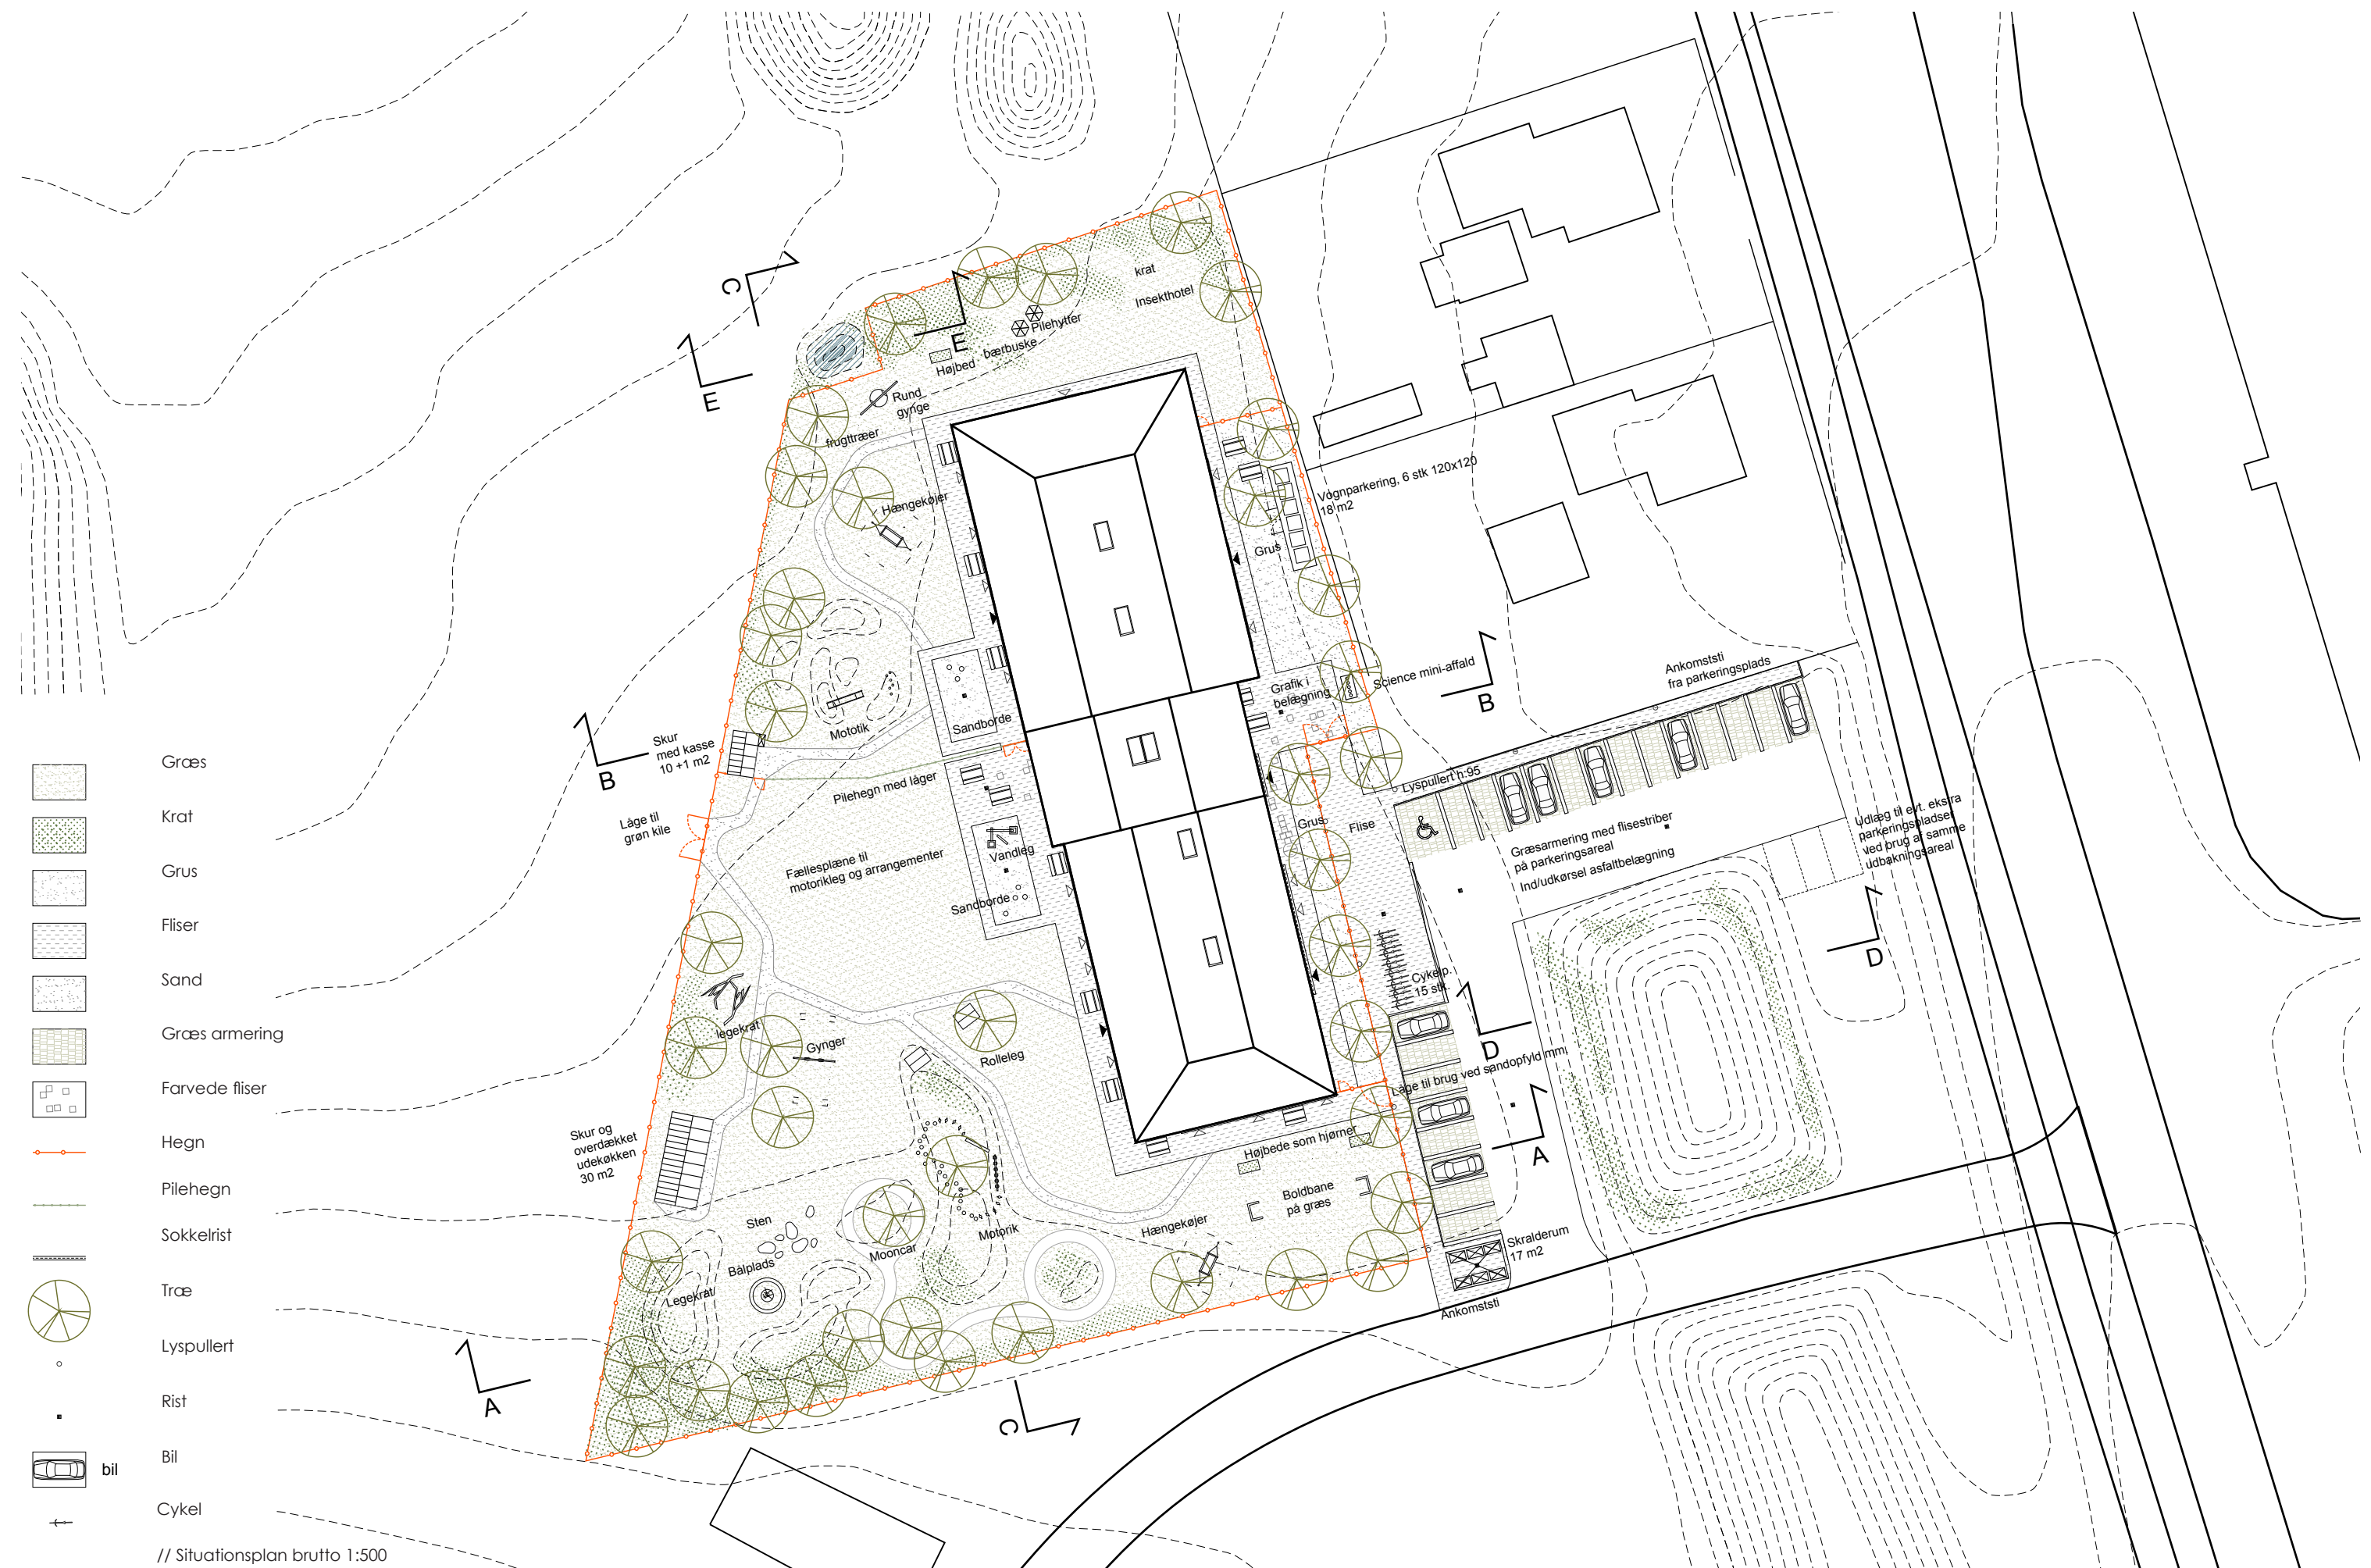 krat
Insekthotel
Pilehytter
bærbuske
Højbed
Rund
gynge
frugttræer
Hængekøjer
C
E
E
Vognparkering, 6 stk 120x120
18 m2
Grus
Science mini-affald
Grafik i
belægning
B
Ankomststi
fra parkeringsplads
Sandborde
Mototik
Skur
med kasse
10 +1 m2
B
Pilehegn med låger
Låge til
grøn kile
Fællesplæne til
motorikleg og arrangementer
Vandleg
Sandborde
Lyspullert h:95
Grus
Flise
Græsarmering med flisestriber
på parkeringsareal
Ind/udkørsel asfaltbelægning
Udlæg til evt. ekstra
parkeringspladser
ved brug af samme
udbakningsareal
D
Cykelp.
15 stk.
D
Låge til brug ved sandopfyld mm.
A
legekrat
Gynger
Rolleleg
Skur og
overdækket
udekøkken
30 m2
Højbede som hjørner
Boldbane
på græs
Hængekøjer
Motorik
Mooncar
Sten
Bålplads
Legekrat
Skralderum
17 m2
Ankomststi
A
C
Græs
Krat
Grus
Fliser
Sand
Græs armering
Farvede fliser
Hegn
Pilehegn
Sokkelrist
Træ
Lyspullert
Rist
bil
Bil
Cykel
// Situationsplan brutto 1:500